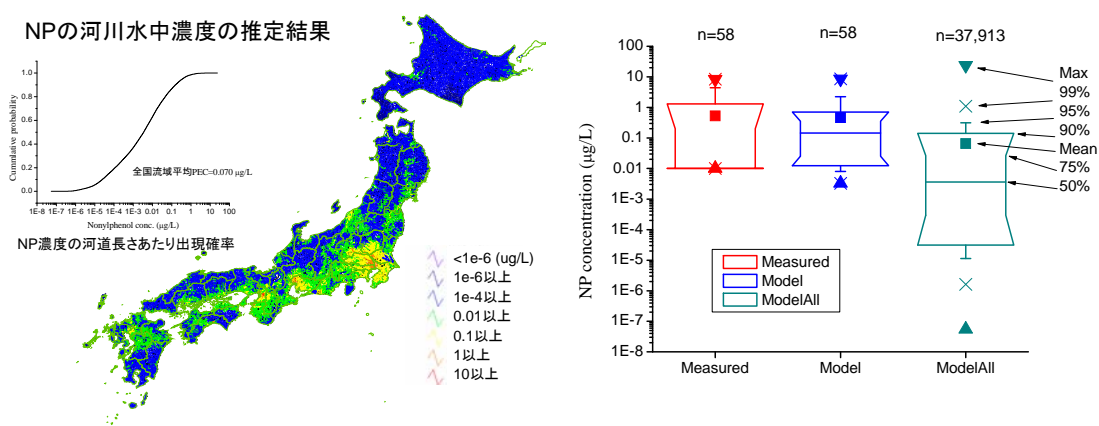 NPの河川水中濃度の推定結果
1.0
0.8
0.6
0.4
0.2
0.0
Cummlative probability
全国流域平均PEC=0.070 μg/L
1E-8 1E-7 1E-6 1E-5 1E-4 1E-3 0.01 0.1 1 10 100
Nonylphenol conc. (μg/L)
NP濃度の河道長さあたり出現確率
<1e-6 (ug/L)
1e-6以上
1e-4以上
0.01以上
0.1以上
1以上
10以上
n=58
n=58
n=37,913
100
10
1
0.1
0.01
1E-3
1E-4
1E-5
1E-6
1E-7
1E-8
NP concentration (μg/L)
Max
99%
95%
90%
Mean
75%
50%
Measured
Model
ModelAll
Measured
Model
ModelAll